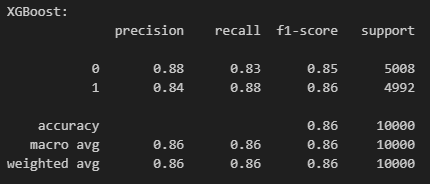 XGBoost:
precision recall f1-score support
0 0.88 0.83 0.85 5008
1 0.84 0.88 0.86 4992
accuracy 0.86 10000
macro avg 0.86 0.86 0.86 10000
weighted avg 0.86 0.86 0.86 10000